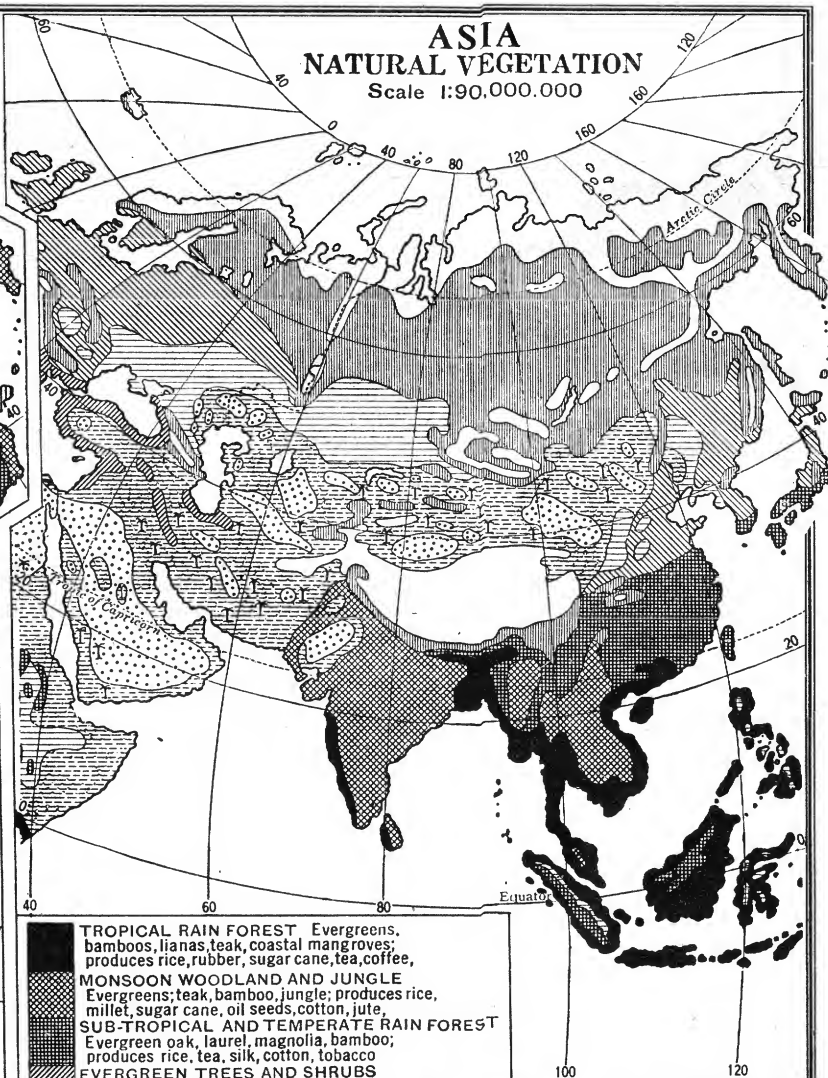 ASIA
NATURAL VEGETATION
Scale 1:90,000,000
60
40
0
40
80
120
160
160
120
Arctic Circle
60
40
40
40
Tropic of Capricorn
20
0
0
Equator
40
60
80
100
120
TROPICAL RAIN FOREST Evergreens,
bamboos, lianas, teak, coastal mangroves;
produces rice, rubber, sugar cane, tea, coffee,
MONSOON WOODLAND AND JUNGLE
Evergreens; teak, bamboo, jungle; produces rice,
millet, sugar cane, oil seeds, cotton, jute,
SUB-TROPICAL AND TEMPERATE RAIN FOREST
Evergreen oak, laurel, magnolia, bamboo;
produces rice, tea, silk, cotton, tobacco
EVERGREEN TREES AND SHRUBS